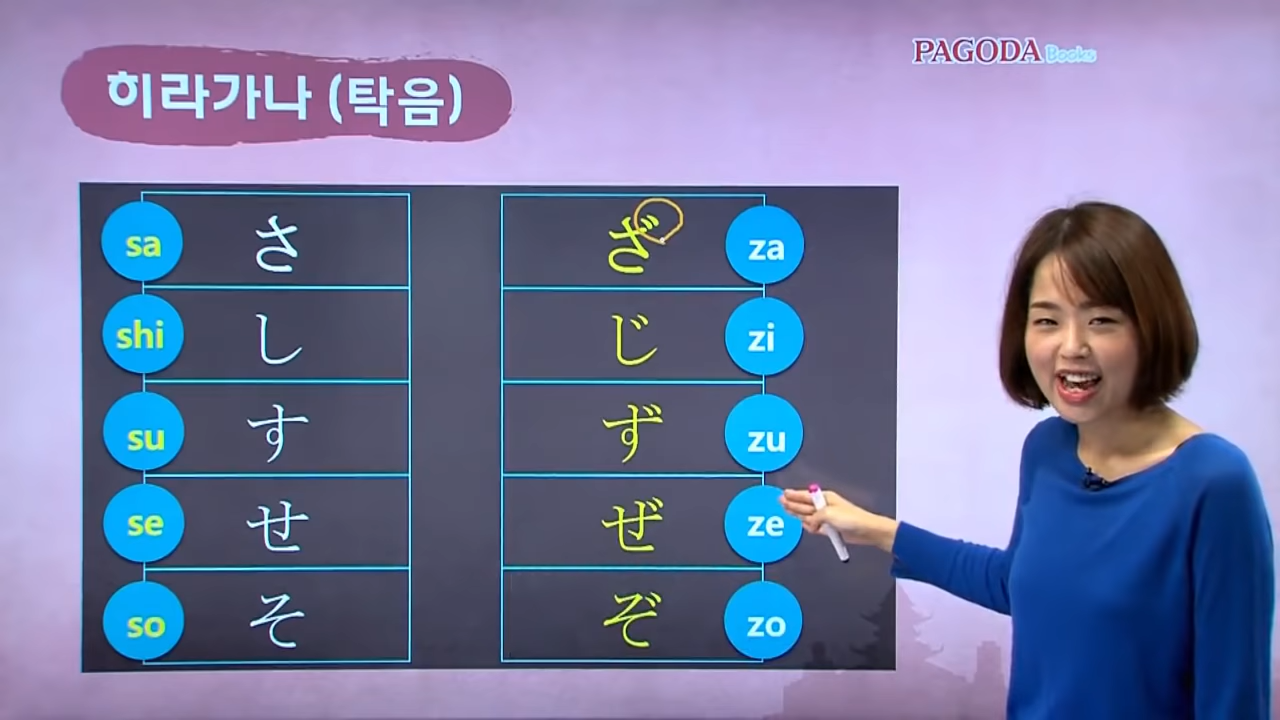 PAGODA Books
히라가나 (탁음)
sa さ ざ za
shi し じ zi
su す ず zu
se せ ぜ ze
so そ ぞ zo